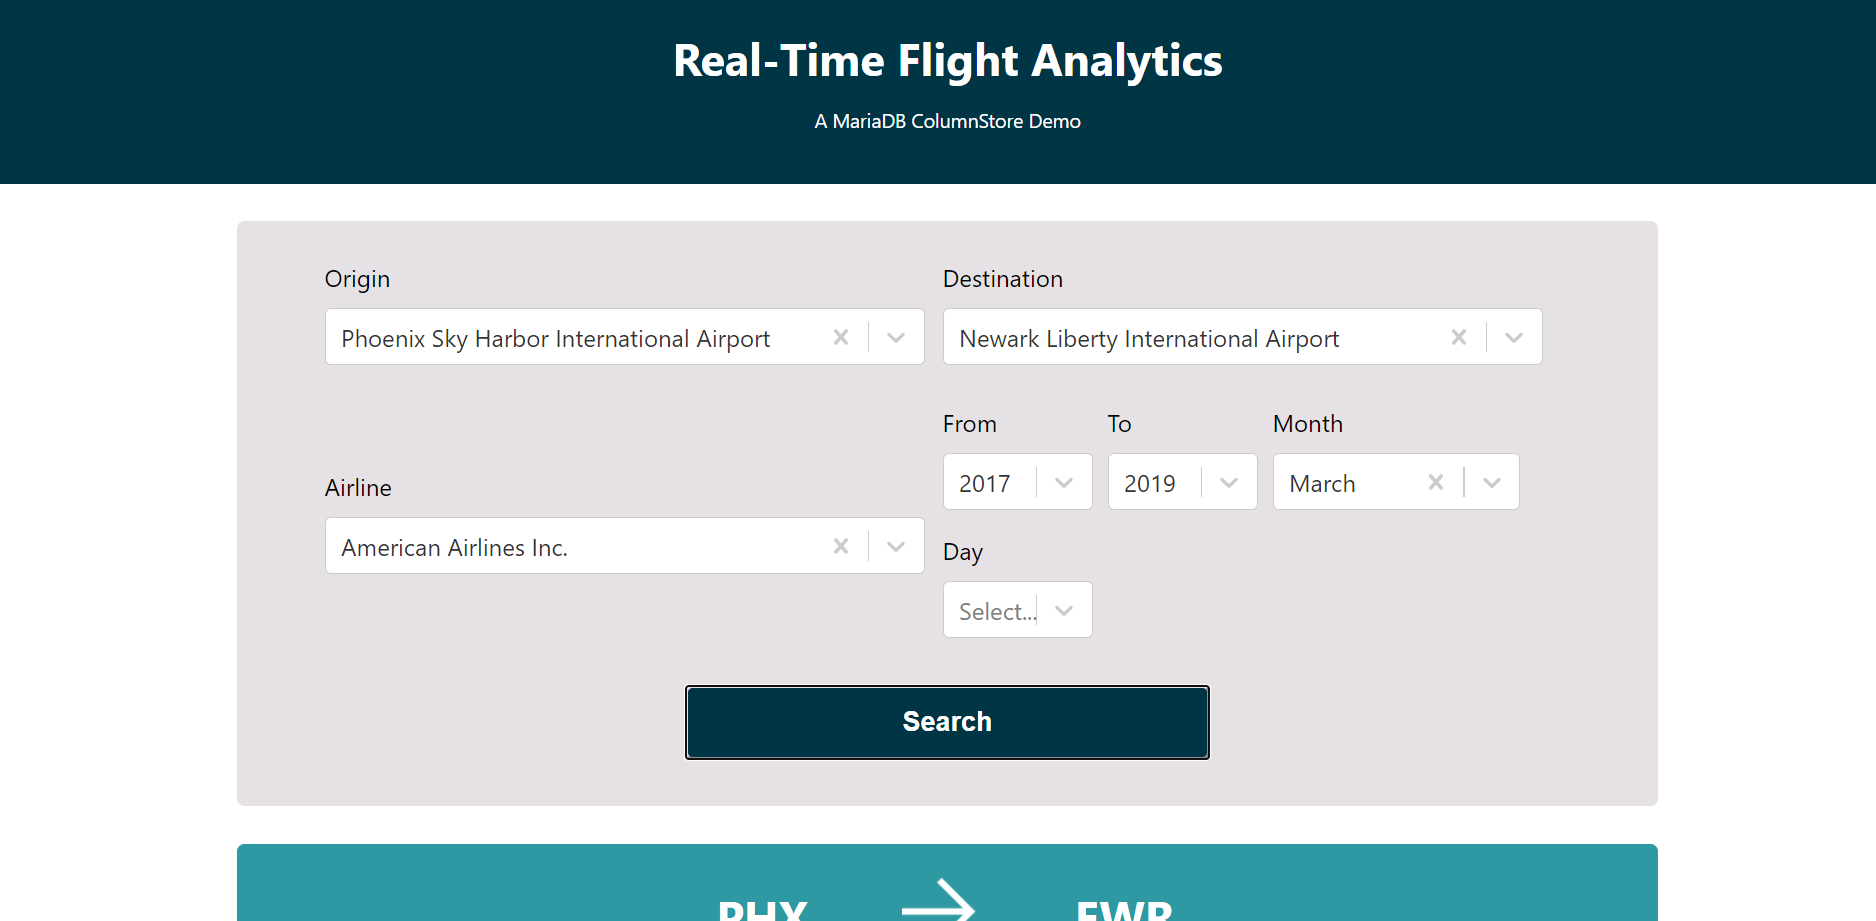 Real-Time Flight Analytics
A MariaDB ColumnStore Demo
Origin
Destination
Phoenix Sky Harbor International Airport
Newark Liberty International Airport
From
To
Month
2017
2019
March
Airline
American Airlines Inc.
Day
Select...
Search
PHX
EWR